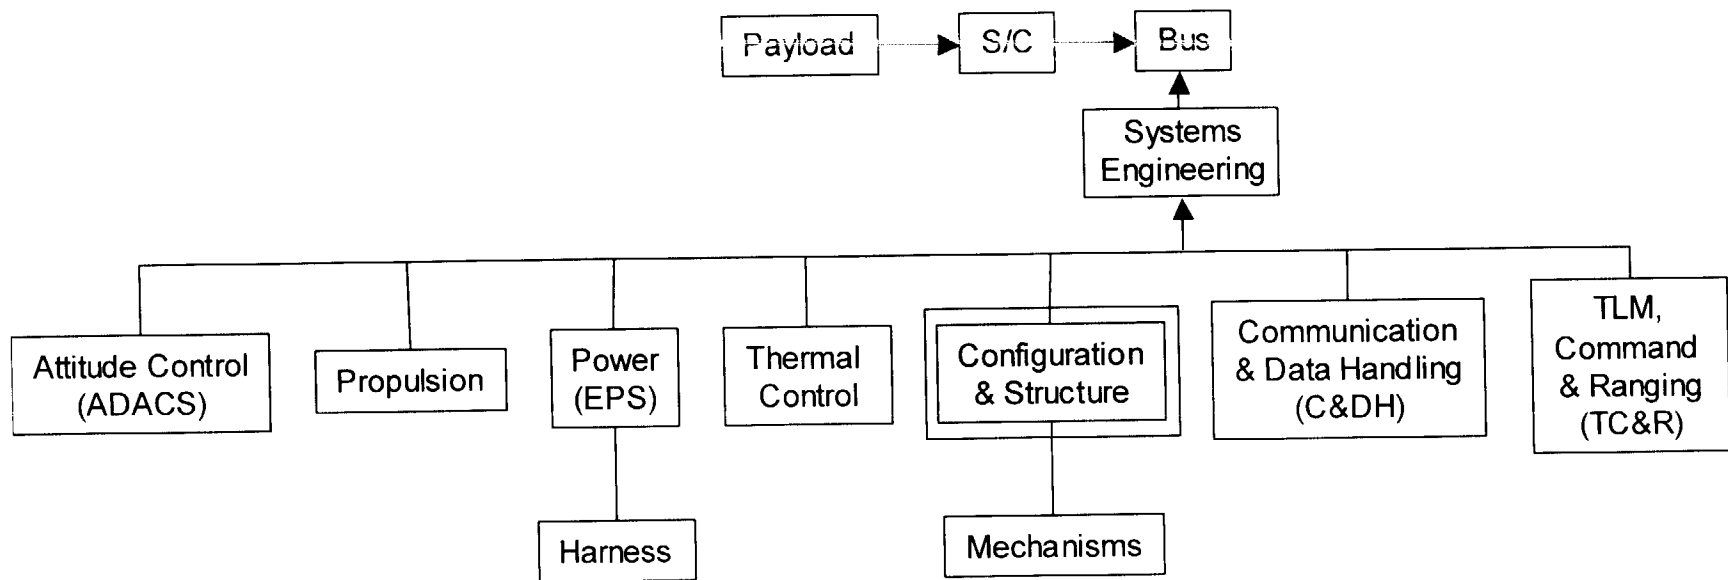 Payload
S/C
Bus
Systems
Engineering
Attitude Control
(ADACS)
Propulsion
Power
(EPS)
Thermal
Control
Configuration
& Structure
Communication
& Data Handling
(C&DH)
TLM,
Command
& Ranging
(TC&R)
Harness
Mechanisms